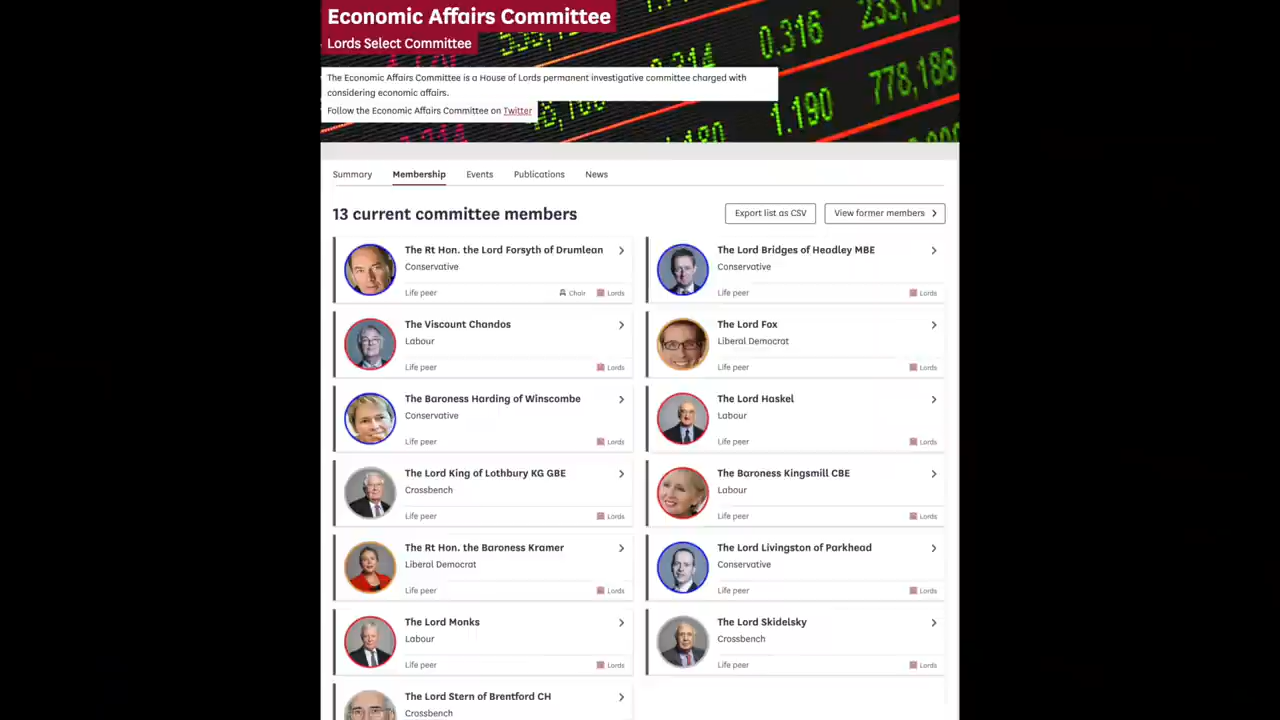 Economic Affairs Committee
Lords Select Committee
The Economic Affairs Committee is a House of Lords permanent investigative committee charged with
considering economic affairs.
Follow the Economic Affairs Committee on Twitter
0.316
778,186
1.190
Summary Membership Events Publications News
13 current committee members
Export list as CSV
View former members
The Rt Hon. the Lord Forsyth of Drumlean
Conservative
Life peer
Chair
Lords
The Lord Bridges of Headley MBE
Conservative
Life peer
Lords
The Viscount Chandos
Labour
Life peer
Lords
The Lord Fox
Liberal Democrat
Life peer
Lords
The Baroness Harding of Winscombe
Conservative
Life peer
Lords
The Lord Haskel
Labour
Life peer
Lords
The Lord King of Lothbury KG GBE
Crossbench
Life peer
Lords
The Baroness Kingsmill CBE
Labour
Life peer
Lords
The Rt Hon. the Baroness Kramer
Liberal Democrat
Life peer
Lords
The Lord Livingston of Parkhead
Conservative
Life peer
Lords
The Lord Monks
Labour
Life peer
Lords
The Lord Skidelsky
Crossbench
Life peer
Lords
The Lord Stern of Brentford CH
Crossbench